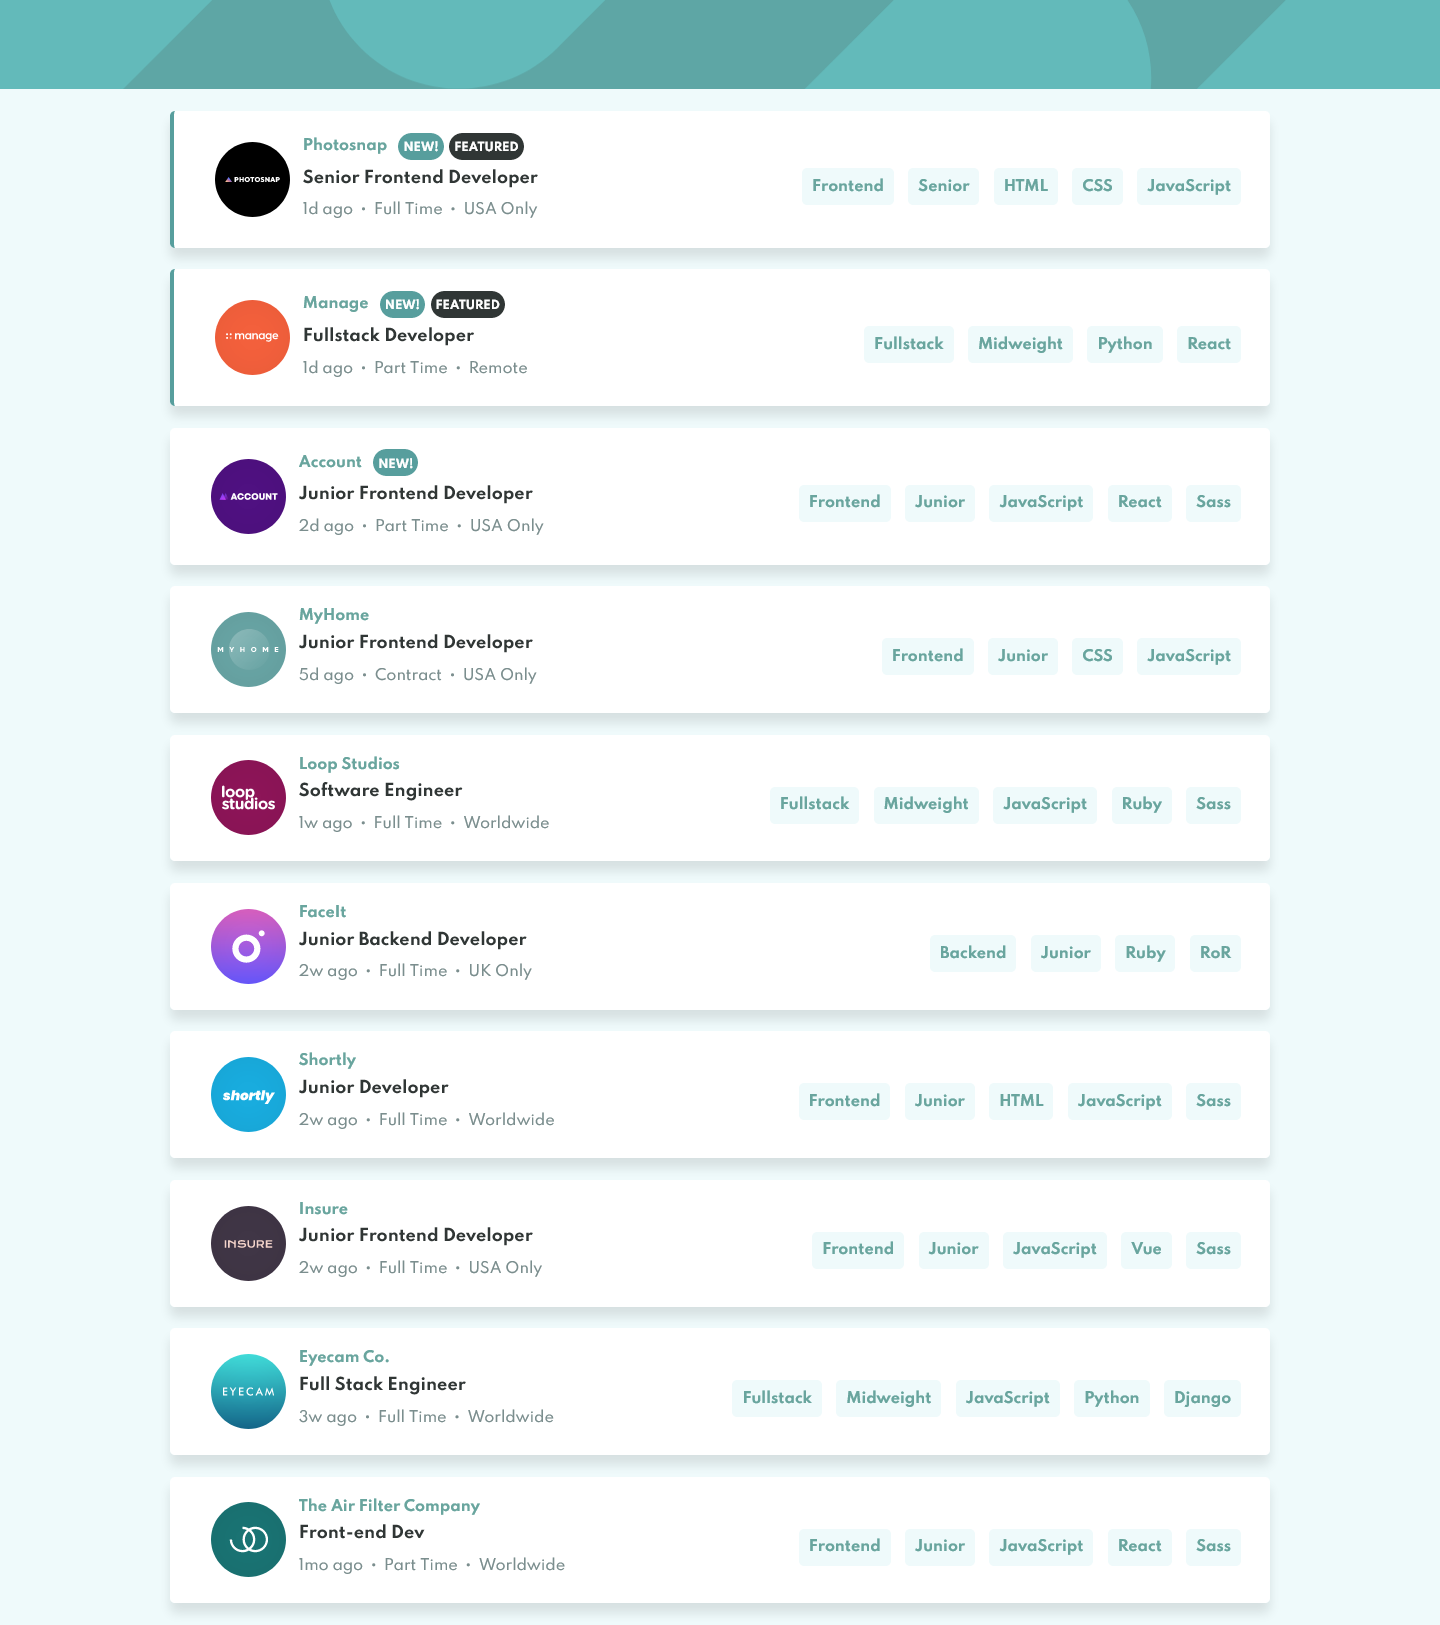 PHOTOSNAP
Photosnap NEW! FEATURED
Senior Frontend Developer
1d ago • Full Time • USA Only
Frontend Senior HTML CSS JavaScript
manage
Manage NEW! FEATURED
Fullstack Developer
1d ago • Part Time • Remote
Fullstack Midweight Python React
ACCOUNT
Account NEW!
Junior Frontend Developer
2d ago • Part Time • USA Only
Frontend Junior JavaScript React Sass
MYHOME
MyHome
Junior Frontend Developer
5d ago • Contract • USA Only
Frontend Junior CSS JavaScript
loop
studios
Loop Studios
Software Engineer
1w ago • Full Time • Worldwide
Fullstack Midweight JavaScript Ruby Sass
FaceIt
Junior Backend Developer
2w ago • Full Time • UK Only
Backend Junior Ruby RoR
shortly
Shortly
Junior Developer
2w ago • Full Time • Worldwide
Frontend Junior HTML JavaScript Sass
INSURE
Insure
Junior Frontend Developer
2w ago • Full Time • USA Only
Frontend Junior JavaScript Vue Sass
EYECAM
Eyecam Co.
Full Stack Engineer
3w ago • Full Time • Worldwide
Fullstack Midweight JavaScript Python Django
The Air Filter Company
Front-end Dev
1mo ago • Part Time • Worldwide
Frontend Junior JavaScript React Sass